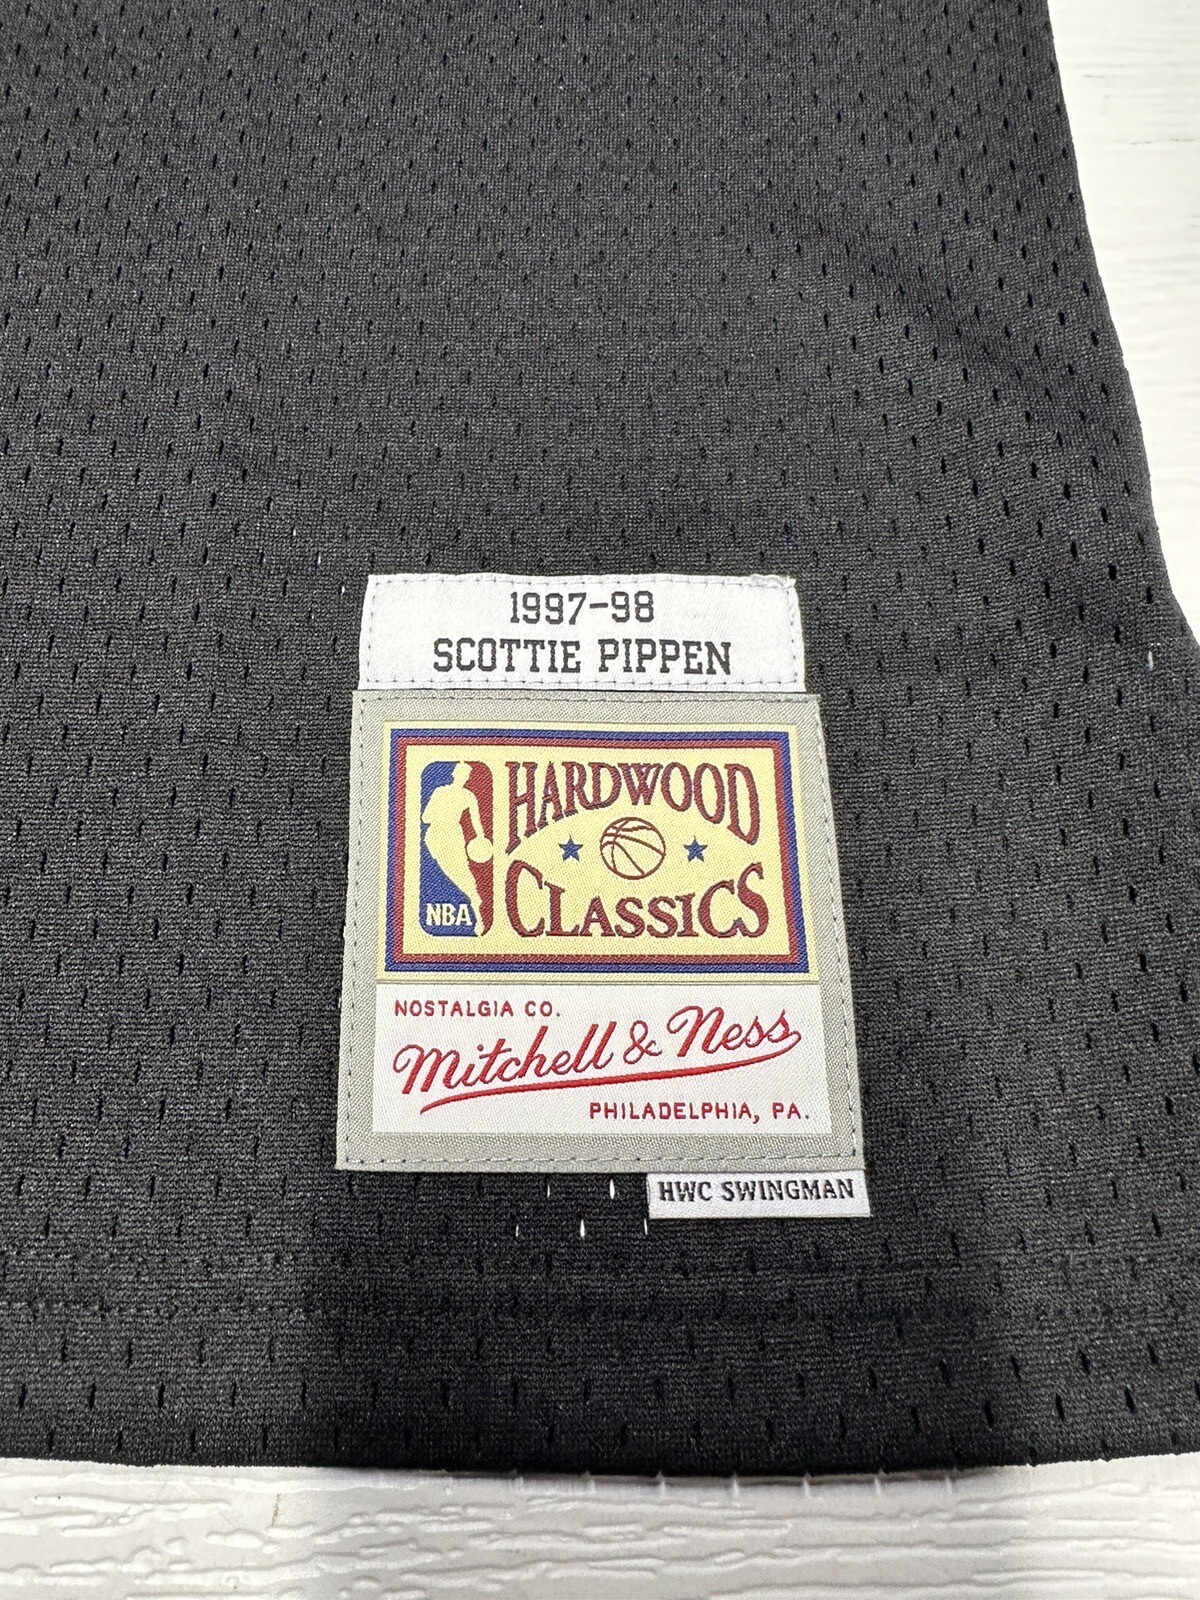 1997-98
SCOTTIE PIPPEN
HARDWOOD
CLASSICS
NBA
NOSTALGIA CO.
Mitchell & Ness
PHILADELPHIA, PA.
HWC SWINGMAN